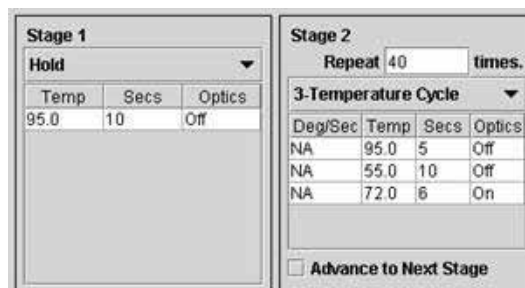 Stage 1
Hold
Temp Secs Optics
95.0 10 Off
Stage 2
Repeat 40 times.
3-Temperature Cycle
Deg/Sec Temp Secs Optics
NA 95.0 5 Off
NA 55.0 10 Off
NA 72.0 6 On
Advance to Next Stage